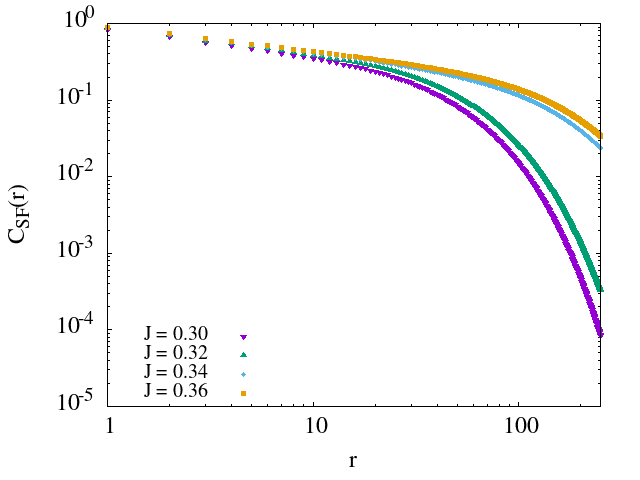 10^0
10^-1
10^-2
10^-3
10^-4
10^-5
C_SF(r)
J = 0.30
J = 0.32
J = 0.34
J = 0.36
1 10 100
r